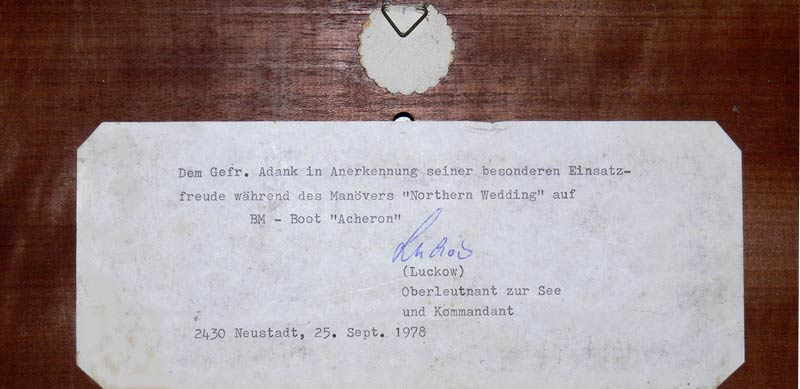 Dem Gefr. Adank in Anerkennung seiner besonderen Einsatz-
freude während des Manövers "Northern Wedding" auf
BM - Boot "Acheron"
Luckow
(Luckow)
Oberleutnant zur See
und Kommandant
2430 Neustadt, 25. Sept. 1978